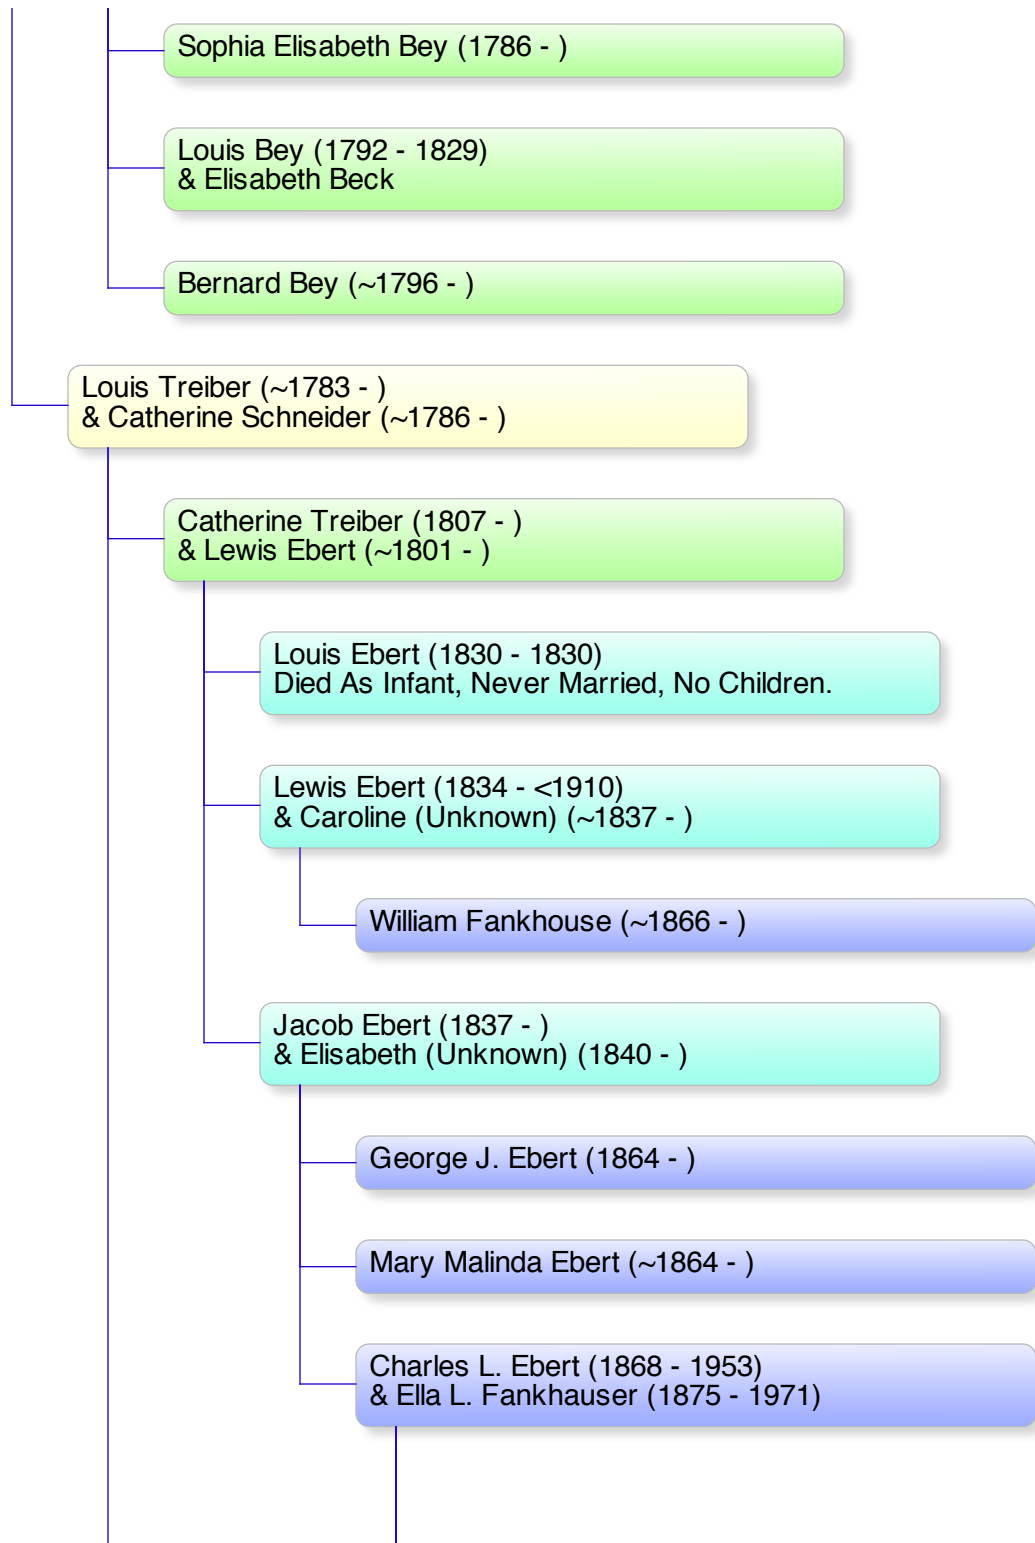 Sophia Elisabeth Bey (1786 - )
Louis Bey (1792 - 1829)
& Elisabeth Beck
Bernard Bey (~1796 - )
Louis Treiber (~1783 - )
& Catherine Schneider (~1786 - )
Catherine Treiber (1807 - )
& Lewis Ebert (~1801 - )
Louis Ebert (1830 - 1830)
Died As Infant, Never Married, No Children.
Lewis Ebert (1834 - <1910)
& Caroline (Unknown) (~1837 - )
William Fankhouse (~1866 - )
Jacob Ebert (1837 - )
& Elisabeth (Unknown) (1840 - )
George J. Ebert (1864 - )
Mary Malinda Ebert (~1864 - )
Charles L. Ebert (1868 - 1953)
& Ella L. Fankhauser (1875 - 1971)